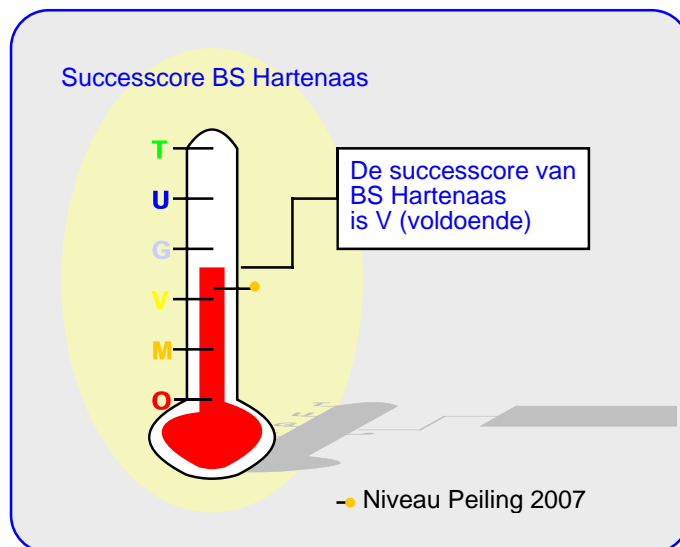 Successcore BS Hartenaas
T
U
G
V
M
O
De successcore van
BS Hartenaas
is V (voldoende)
Niveau Peiling 2007